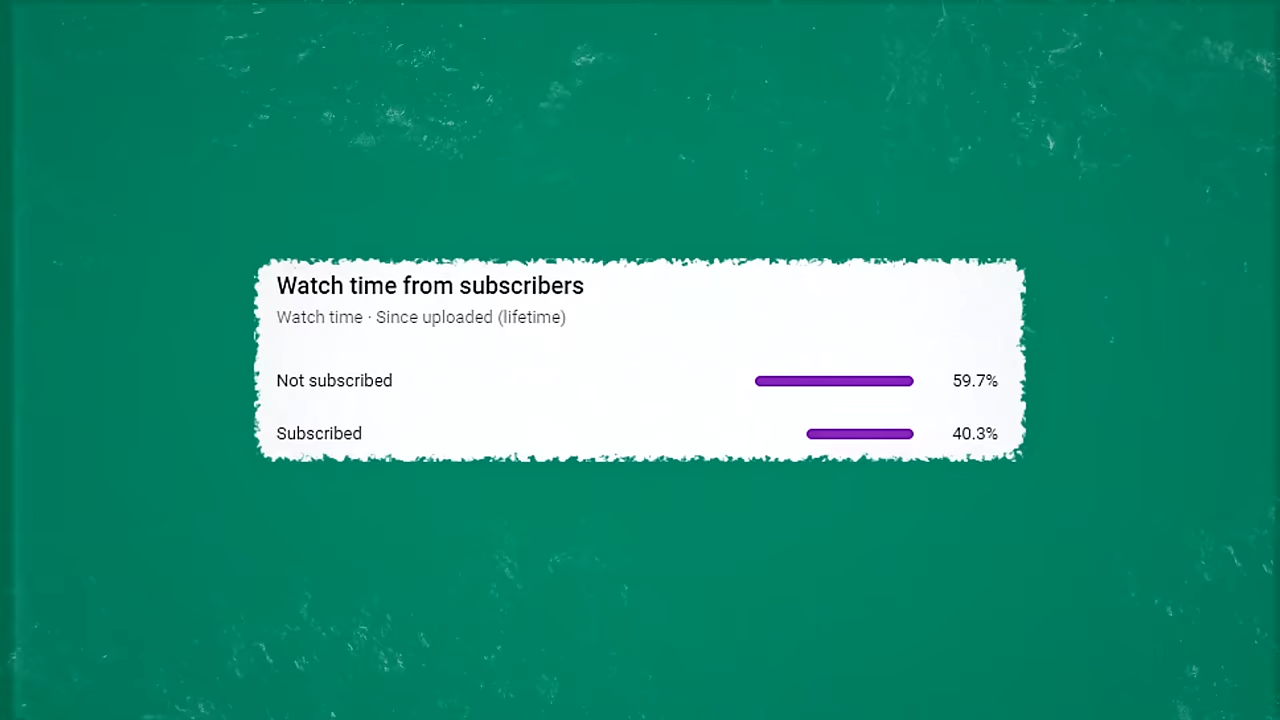 Watch time from subscribers
Watch time · Since uploaded (lifetime)
Not subscribed 59.7%
Subscribed 40.3%